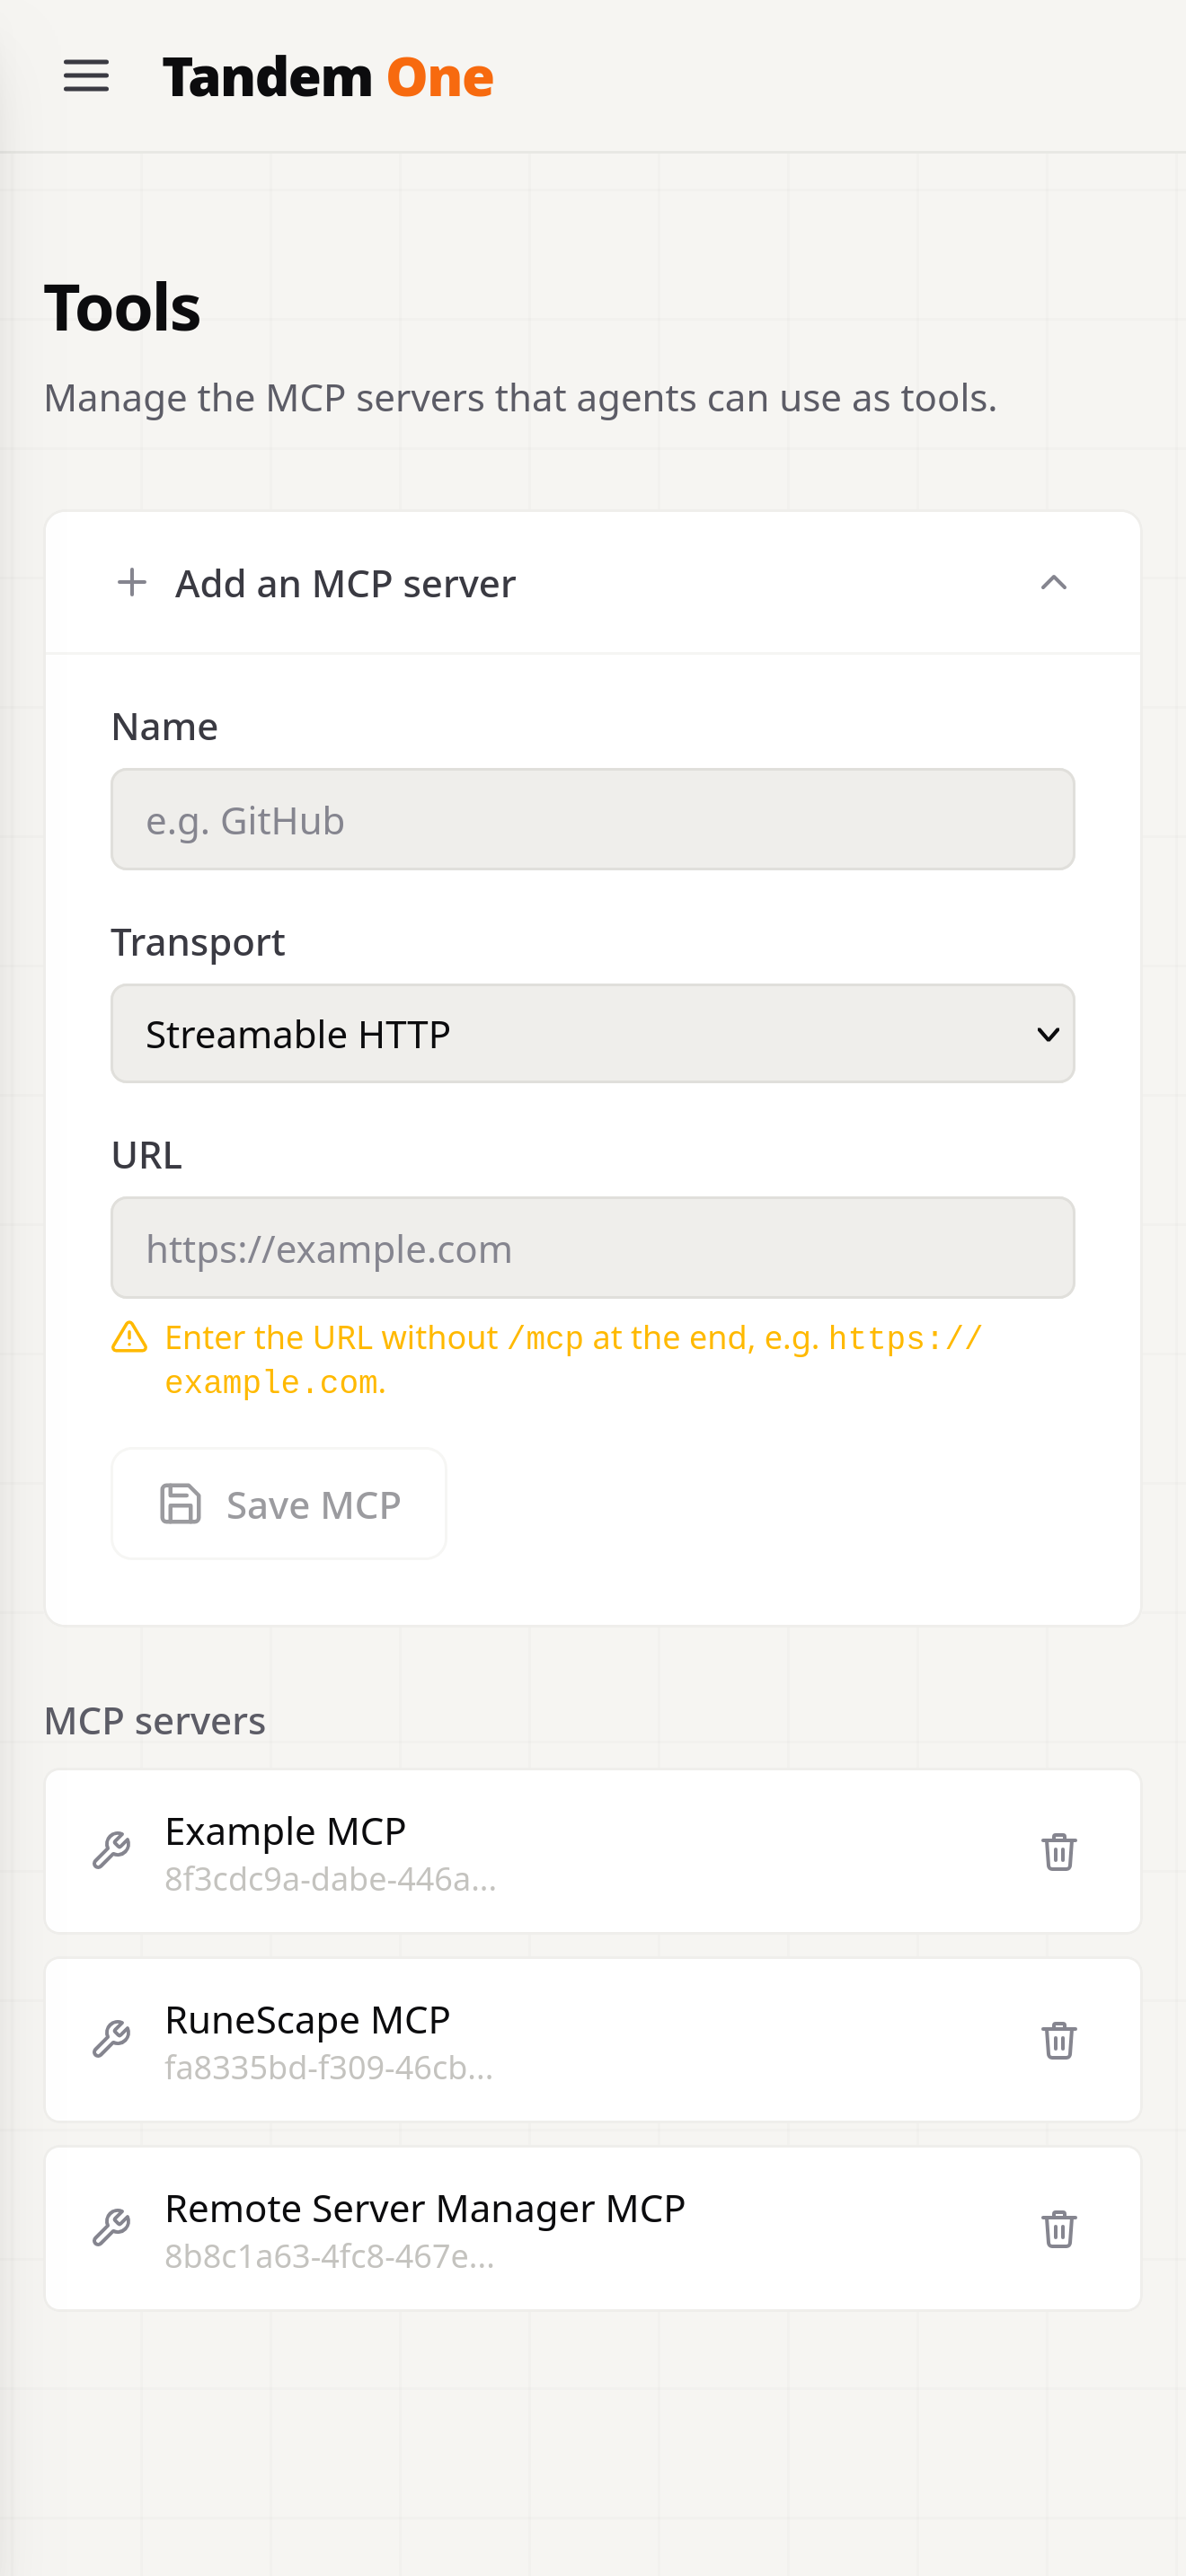 Tandem One
Tools
Manage the MCP servers that agents can use as tools.
Add an MCP server
Name
e.g. GitHub
Transport
Streamable HTTP
URL
https://example.com
Enter the URL without /mcp at the end, e.g. https://
example.com.
Save MCP
MCP servers
Example MCP
8f3cdc9a-dabe-446a...
RuneScape MCP
fa8335bd-f309-46cb...
Remote Server Manager MCP
8b8c1a63-4fc8-467e...